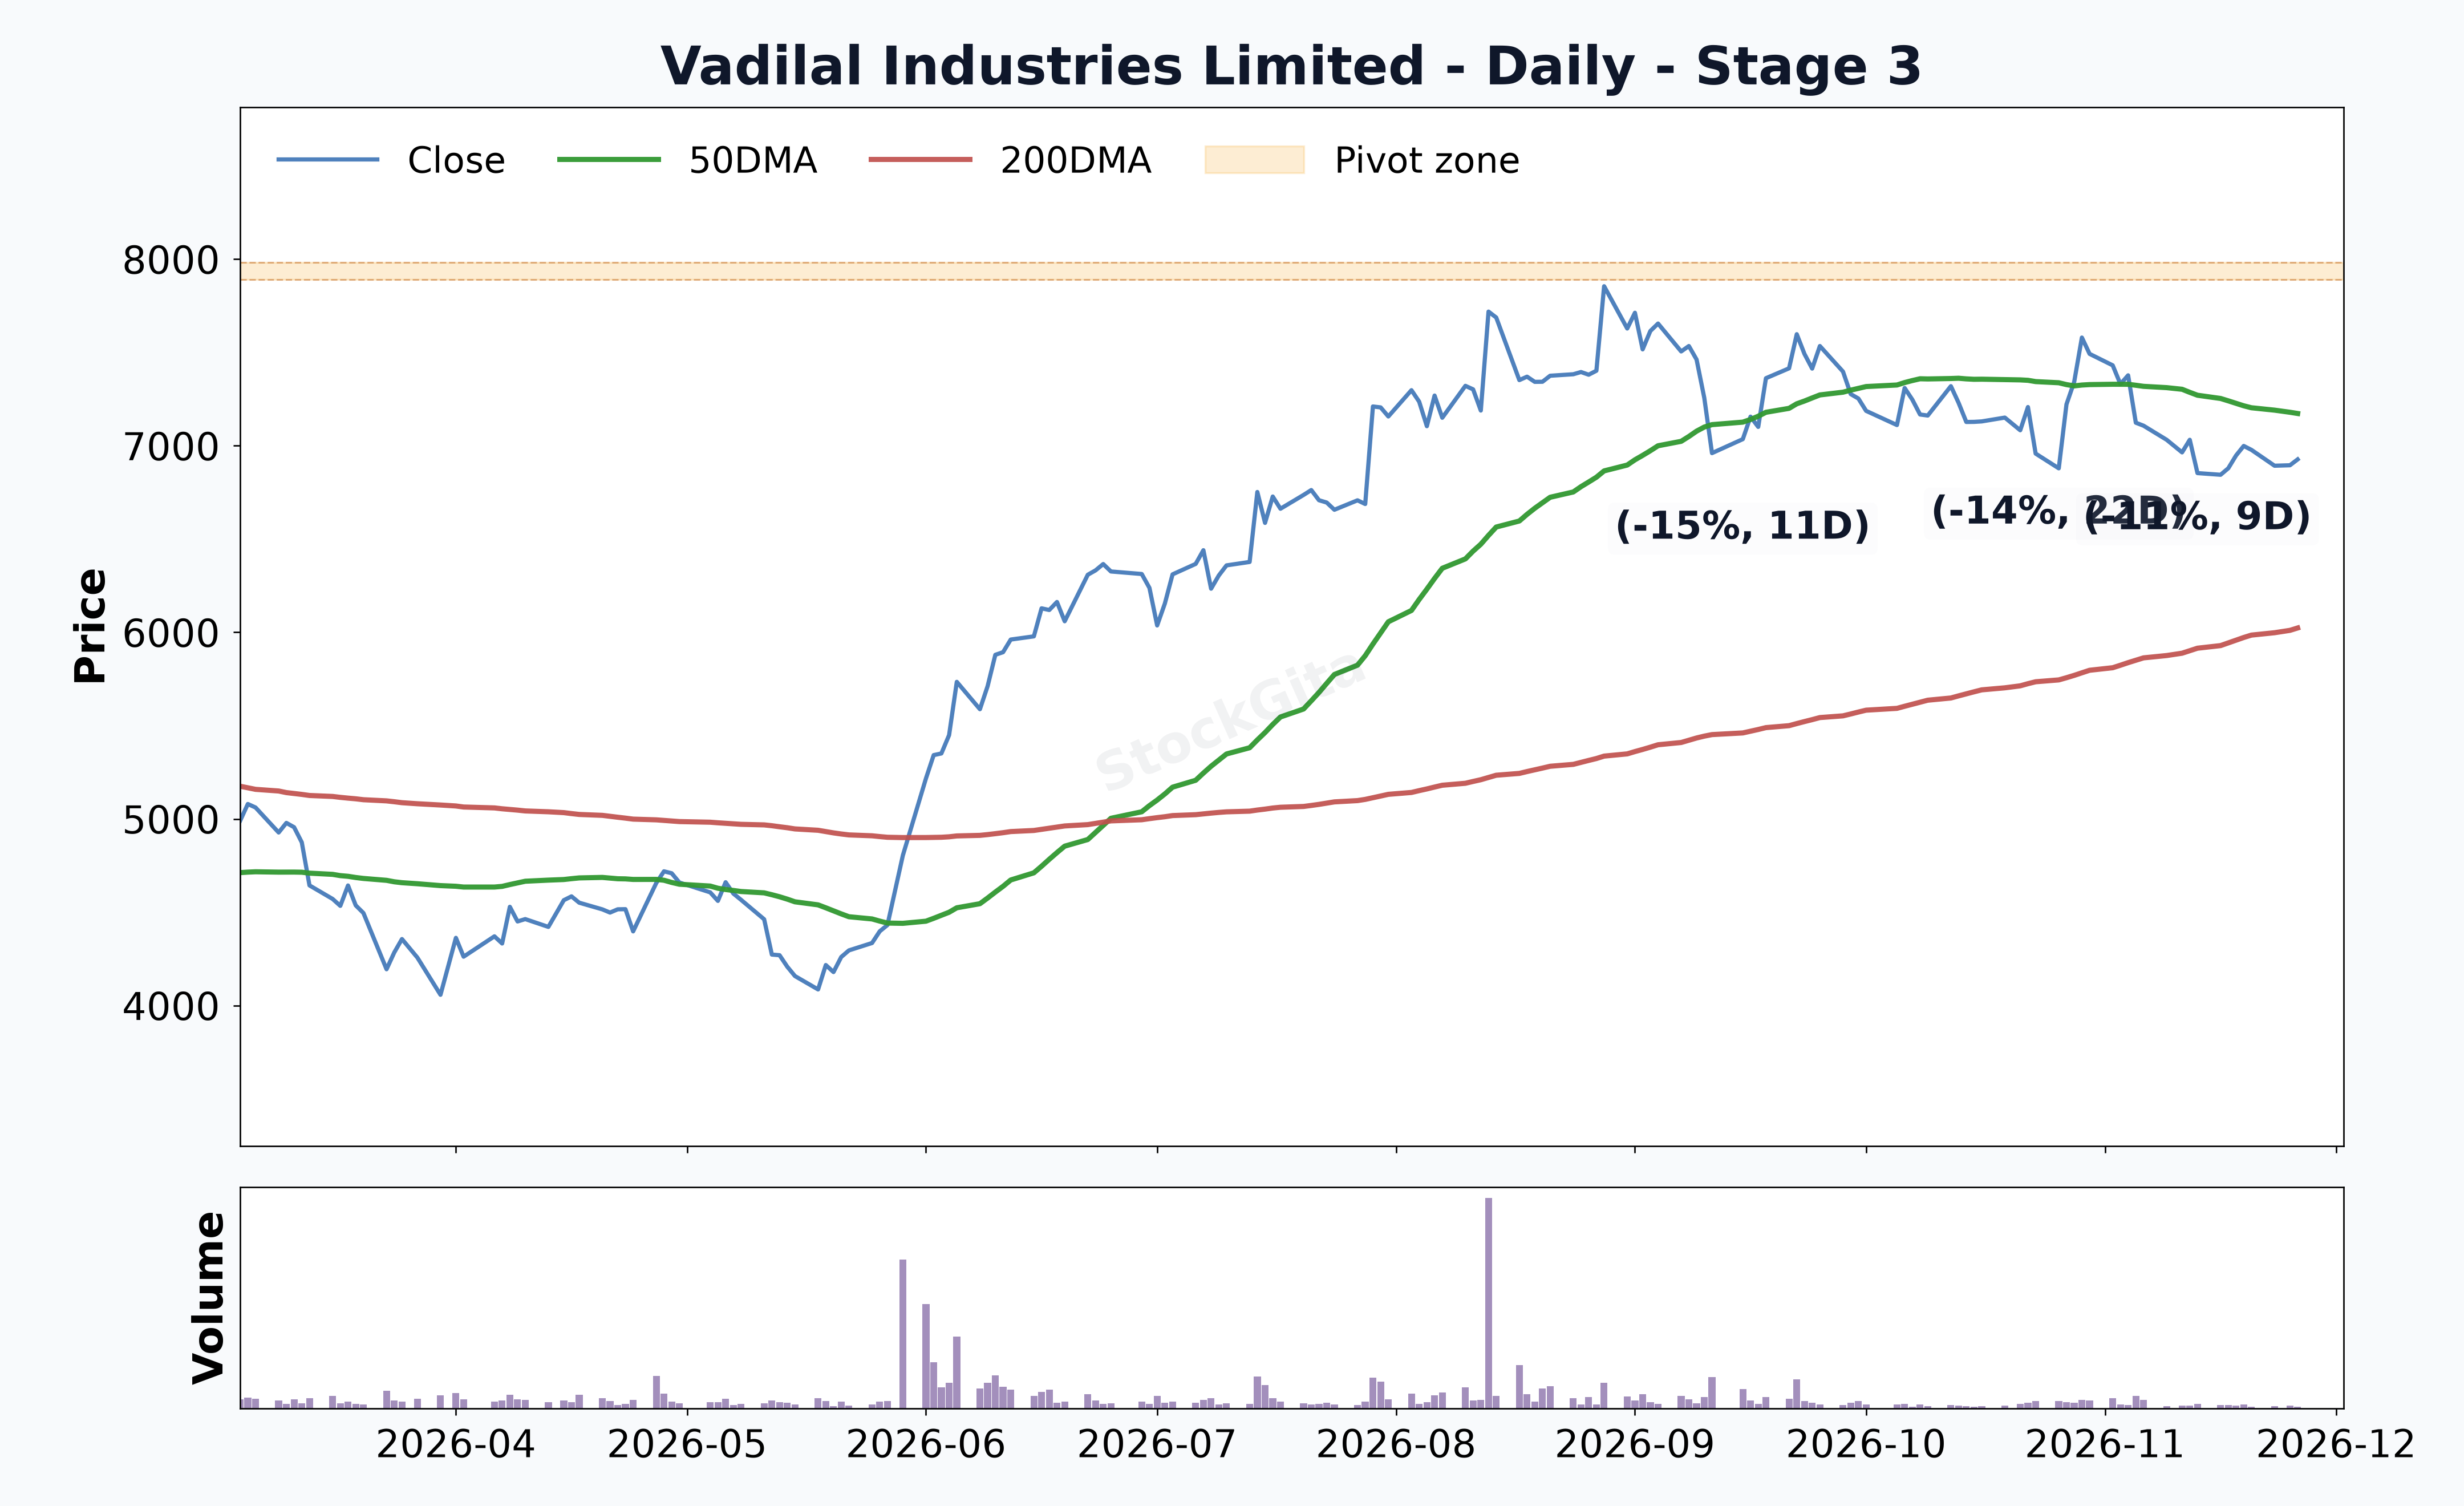 Vadilal Industries Limited - Daily - Stage 3
Close
50DMA
200DMA
Pivot zone
8000
7000
6000
5000
4000
Price
(-15%, 11D)
(-14%, 22D)
(-11%, 9D)
StockGita
Volume
2026-04
2026-05
2026-06
2026-07
2026-08
2026-09
2026-10
2026-11
2026-12